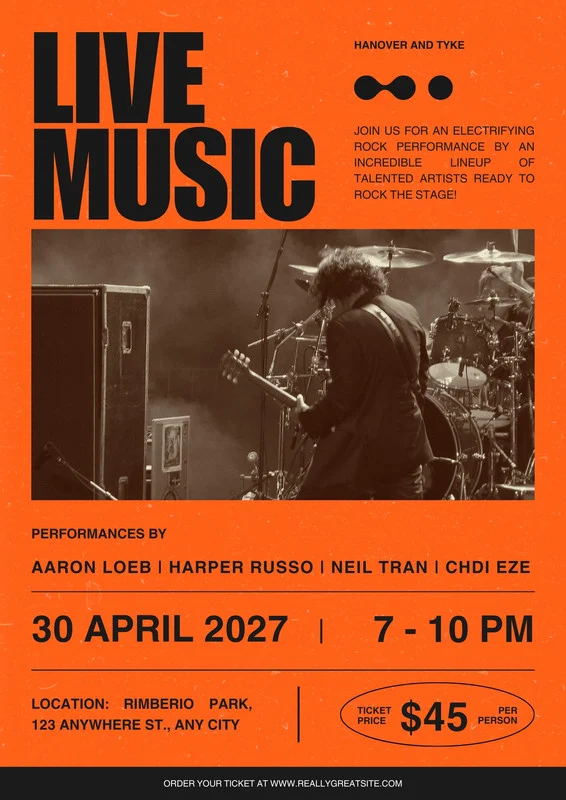 LIVE
MUSIC
HANOVER AND TYKE
JOIN US FOR AN ELECTRIFYING
ROCK PERFORMANCE BY AN
INCREDIBLE LINEUP OF
TALENTED ARTISTS READY TO
ROCK THE STAGE!
PERFORMANCES BY
AARON LOEB | HARPER RUSSO | NEIL TRAN | CHDI EZE
30 APRIL 2027 | 7 - 10 PM
LOCATION: RIMBERIO PARK,
123 ANYWHERE ST., ANY CITY
TICKET PRICE $45 PER PERSON
ORDER YOUR TICKET AT WWW.REALLYGREATSITE.COM